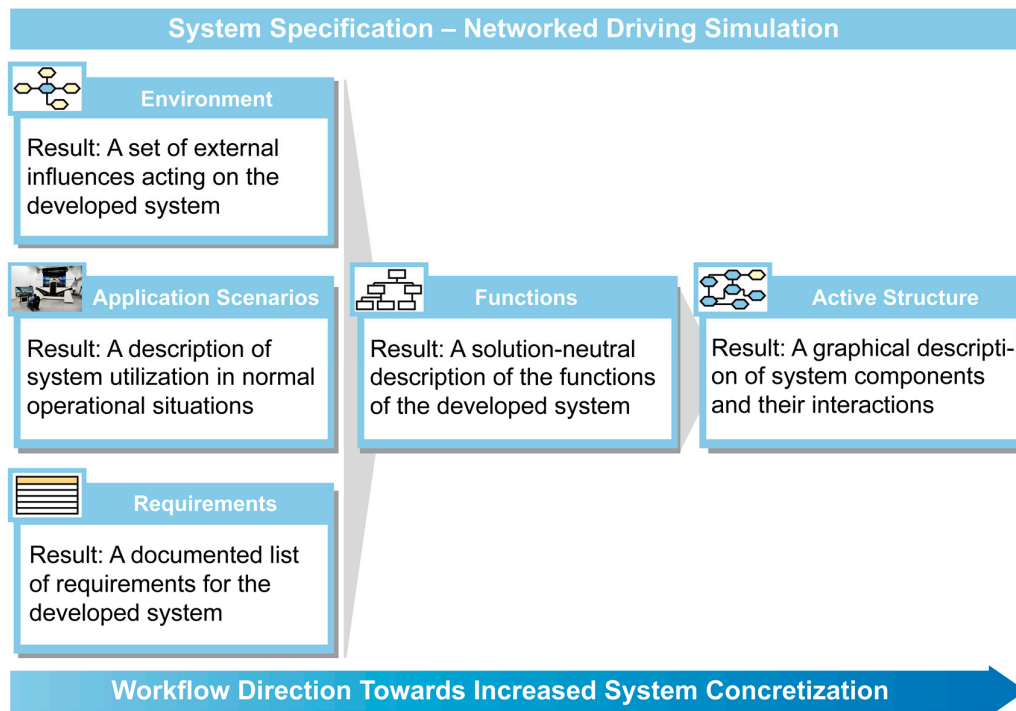 System Specification – Networked Driving Simulation
Environment
Result: A set of external
influences acting on the
developed system
Application Scenarios
Result: A description of
system utilization in normal
operational situations
Requirements
Result: A documented list
of requirements for the
developed system
Functions
Result: A solution-neutral
description of the functions
of the developed system
Active Structure
Result: A graphical descripti-
on of system components
and their interactions
Workflow Direction Towards Increased System Concretization